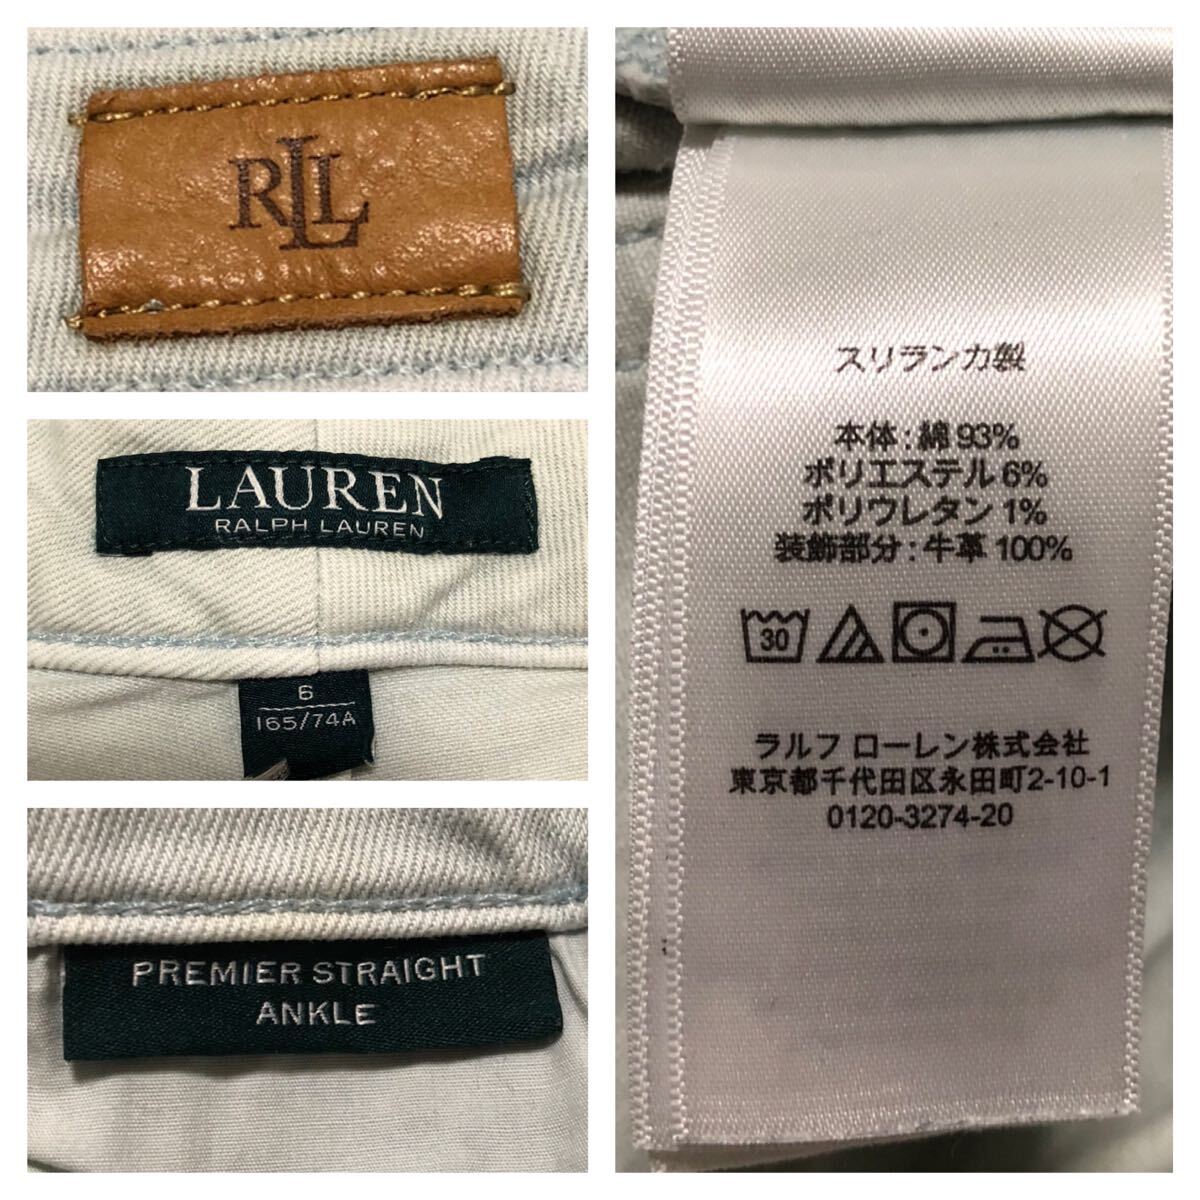 RLL
LAUREN
RALPH LAUREN
6
165/74A
PREMIER STRAIGHT
ANKLE
スリランカ製
本体:綿 93%
ポリエステル 6%
ポリウレタン 1%
装飾部分:牛革 100%
30
ラルフ ローレン株式会社
東京都千代田区永田町2-10-1
0120-3274-20